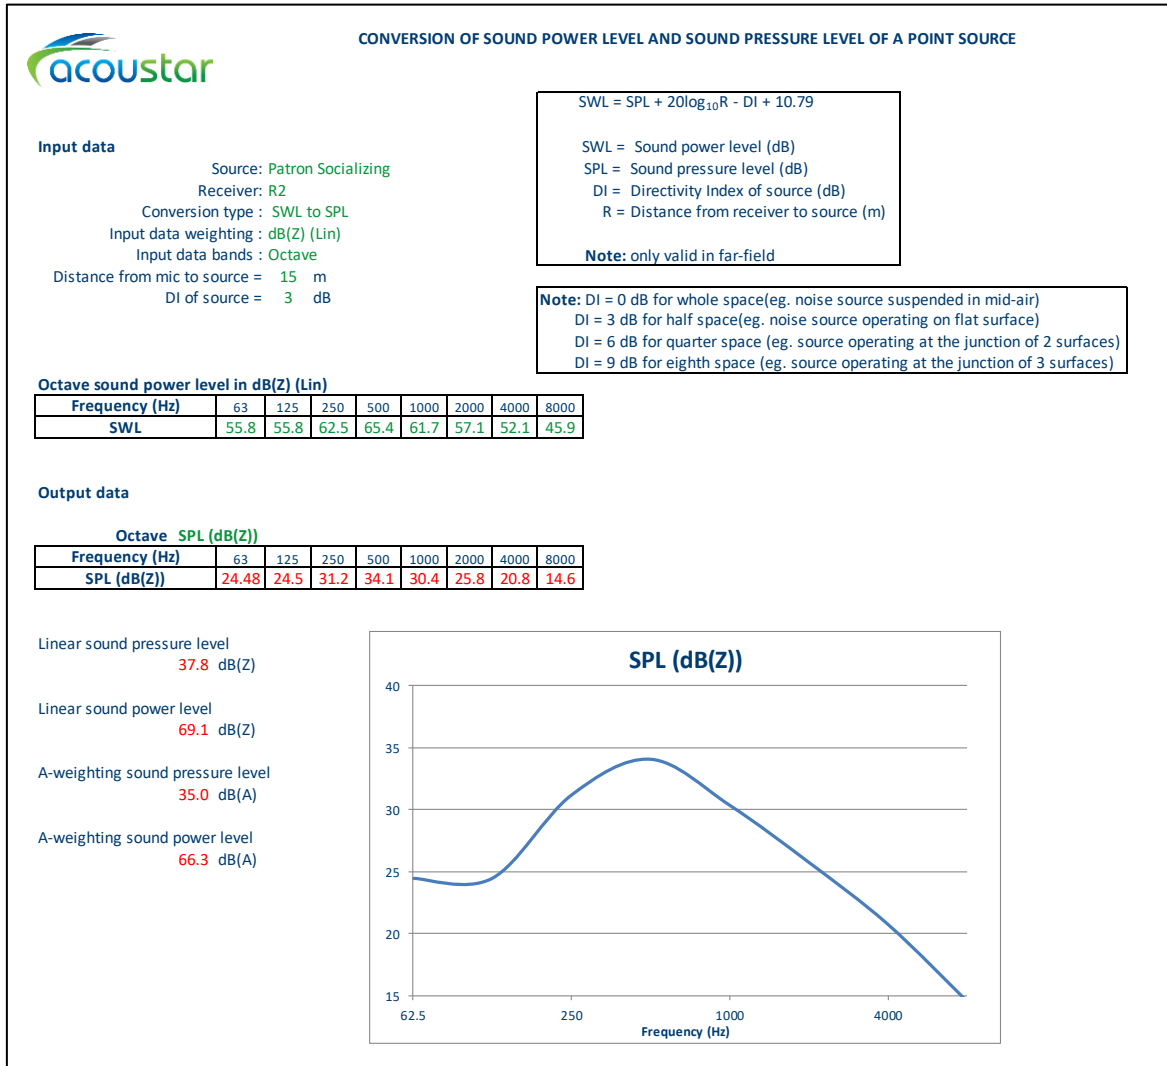 acoustar
CONVERSION OF SOUND POWER LEVEL AND SOUND PRESSURE LEVEL OF A POINT SOURCE
SWL = SPL + 20log₁₀R - DI + 10.79
SWL = Sound power level (dB)
SPL = Sound pressure level (dB)
DI = Directivity Index of source (dB)
R = Distance from receiver to source (m)
Note: only valid in far-field
Input data
Source: Patron Socializing
Receiver: R2
Conversion type : SWL to SPL
Input data weighting : dB(Z) (Lin)
Input data bands : Octave
Distance from mic to source = 15 m
DI of source = 3 dB
Note: DI = 0 dB for whole space(eg. noise source suspended in mid-air)
DI = 3 dB for half space(eg. noise source operating on flat surface)
DI = 6 dB for quarter space (eg. source operating at the junction of 2 surfaces)
DI = 9 dB for eighth space (eg. source operating at the junction of 3 surfaces)
Octave sound power level in dB(Z) (Lin)
Frequency (Hz) 63 125 250 500 1000 2000 4000 8000
SWL 55.8 55.8 62.5 65.4 61.7 57.1 52.1 45.9
Output data
Octave SPL (dB(Z))
Frequency (Hz) 63 125 250 500 1000 2000 4000 8000
SPL (dB(Z)) 24.48 24.5 31.2 34.1 30.4 25.8 20.8 14.6
Linear sound pressure level
37.8 dB(Z)
Linear sound power level
69.1 dB(Z)
A-weighting sound pressure level
35.0 dB(A)
A-weighting sound power level
66.3 dB(A)
SPL (dB(Z))
40
35
30
25
20
15
62.5 250 1000 4000
Frequency (Hz)